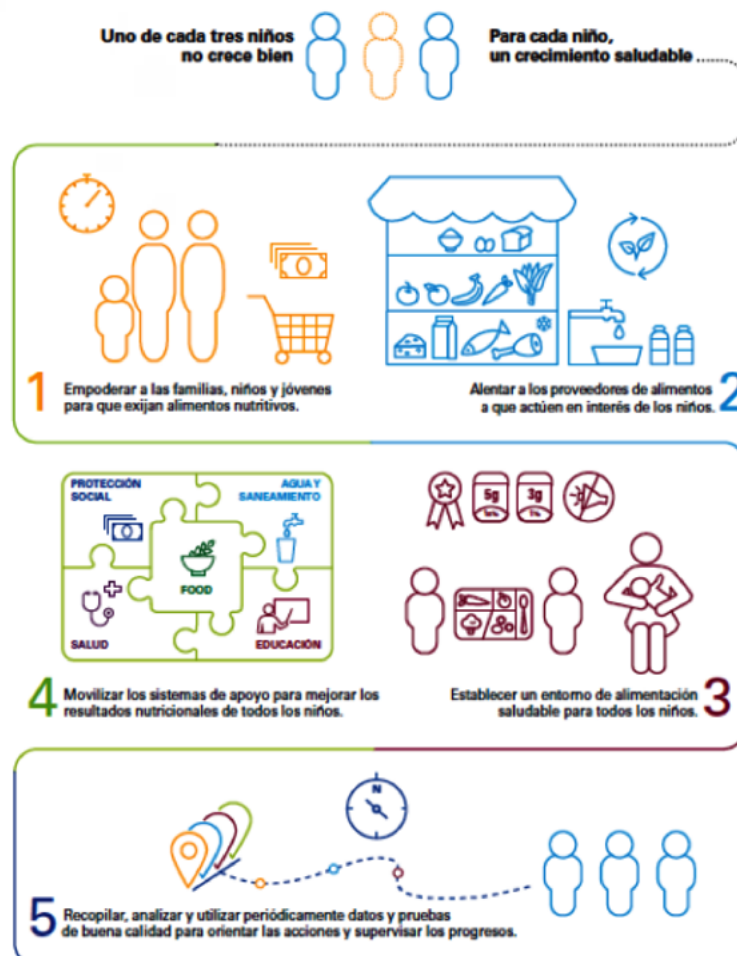 Uno de cada tres niños
no crece bien
Para cada niño,
un crecimiento saludable
1
Empoderar a las familias, niños y jóvenes
para que exijan alimentos nutritivos.
Alentar a los proveedores de alimentos
a que actúen en interés de los niños.
2
PROTECCIÓN
SOCIAL
AGUA Y
SANEAMIENTO
FOOD
SALUD
EDUCACIÓN
4
Movilizar los sistemas de apoyo para mejorar los
resultados nutricionales de todos los niños.
5g
3g
Establecer un entorno de alimentación
saludable para todos los niños.
3
N
5
Recopilar, analizar y utilizar periódicamente datos y pruebas
de buena calidad para orientar las acciones y supervisar los progresos.